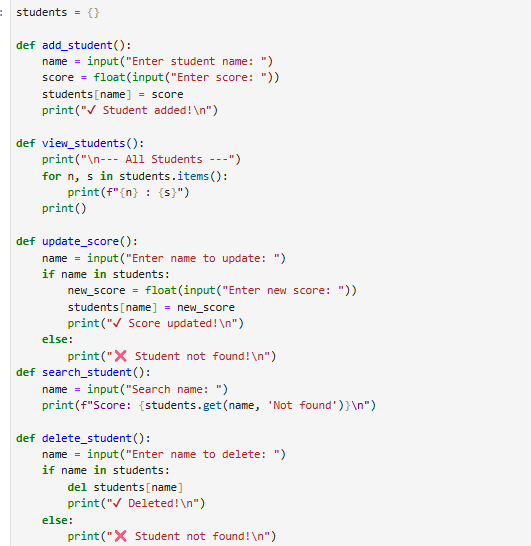 students = {}

def add_student():
    name = input("Enter student name: ")
    score = float(input("Enter score: "))
    students[name] = score
    print("✓ Student added!\n")

def view_students():
    print("\n--- All Students ---")
    for n, s in students.items():
        print(f"{n} : {s}")
    print()

def update_score():
    name = input("Enter name to update: ")
    if name in students:
        new_score = float(input("Enter new score: "))
        students[name] = new_score
        print("✓ Score updated!\n")
    else:
        print("❌ Student not found!\n")
def search_student():
    name = input("Search name: ")
    print(f"Score: {students.get(name, 'Not found')}\n")

def delete_student():
    name = input("Enter name to delete: ")
    if name in students:
        del students[name]
        print("✓ Deleted!\n")
    else:
        print("❌ Student not found!\n")